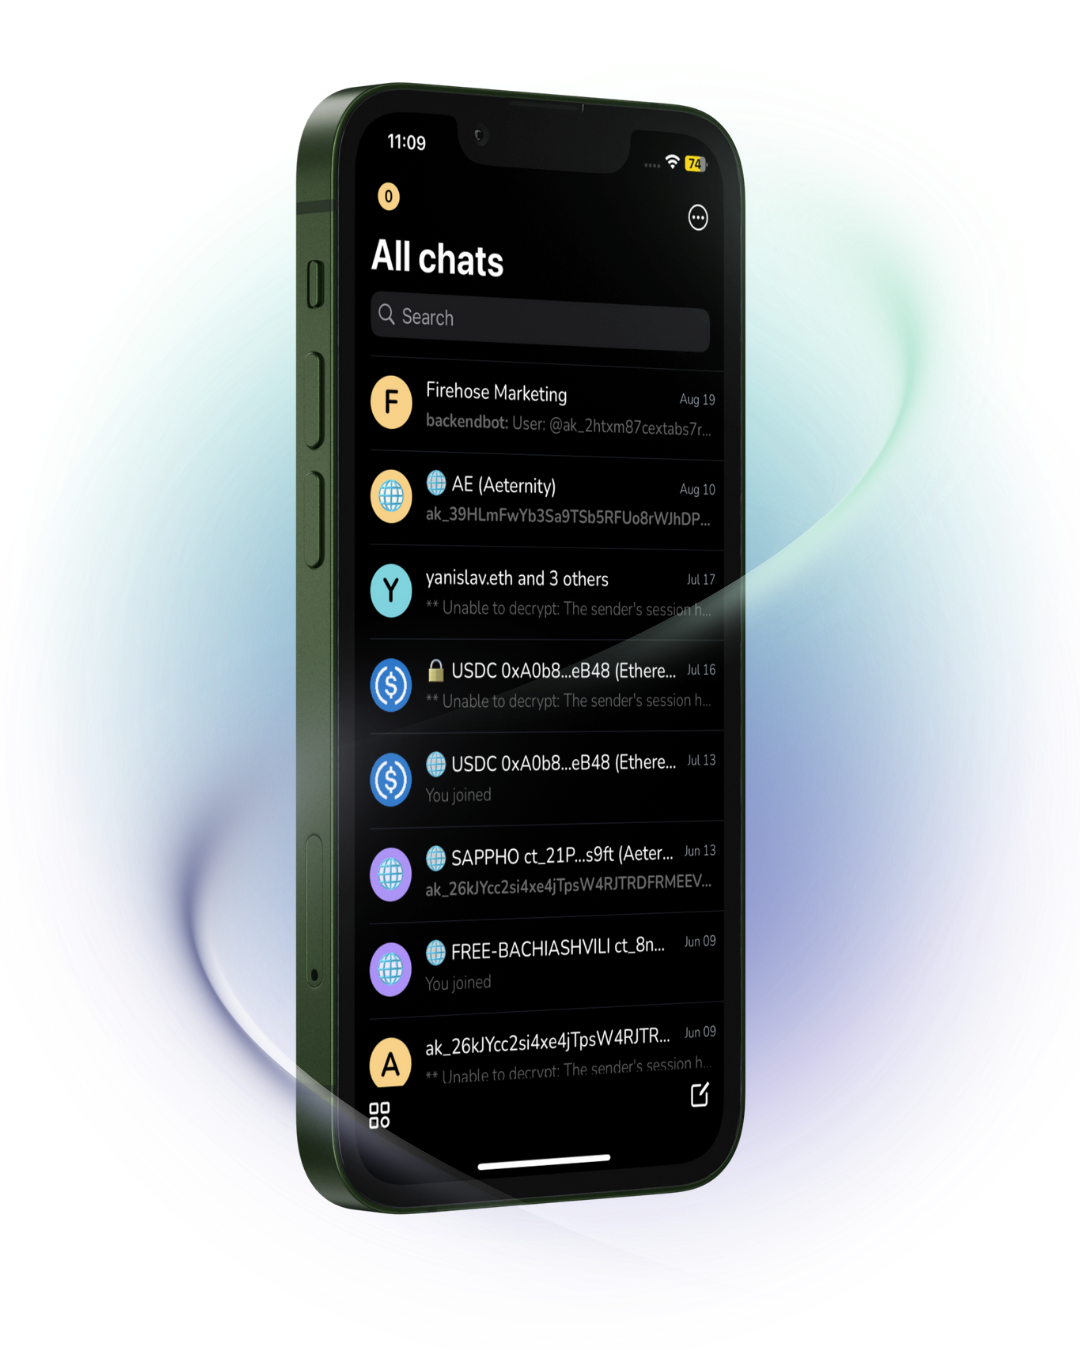 11:09
74
0
All chats
Search
F
Firehose Marketing
Aug 19
backendbot: User: @ak_2htxm87cextabs7r...
AE (Aeternity)
Aug 10
ak_39HLmFwYb3Sa9TSb5RFUo8rWJhDP...
Y
yanislav.eth and 3 others
Jul 17
** Unable to decrypt: The sender's session h...
USDC 0xA0b8...eB48 (Ethere...
Jul 16
** Unable to decrypt: The sender's session h...
USDC 0xA0b8...eB48 (Ethere...
Jul 13
You joined
SAPPHO ct_21P...s9ft (Aeter...
Jun 13
ak_26kJYcc2si4xe4jTpsW4RJTRDFRMEEV...
FREE-BACHIASHVILI ct_8n...
Jun 09
You joined
A
ak_26kJYcc2si4xe4jTpsW4RJTR...
Jun 09
** Unable to decrypt: The sender's session h...